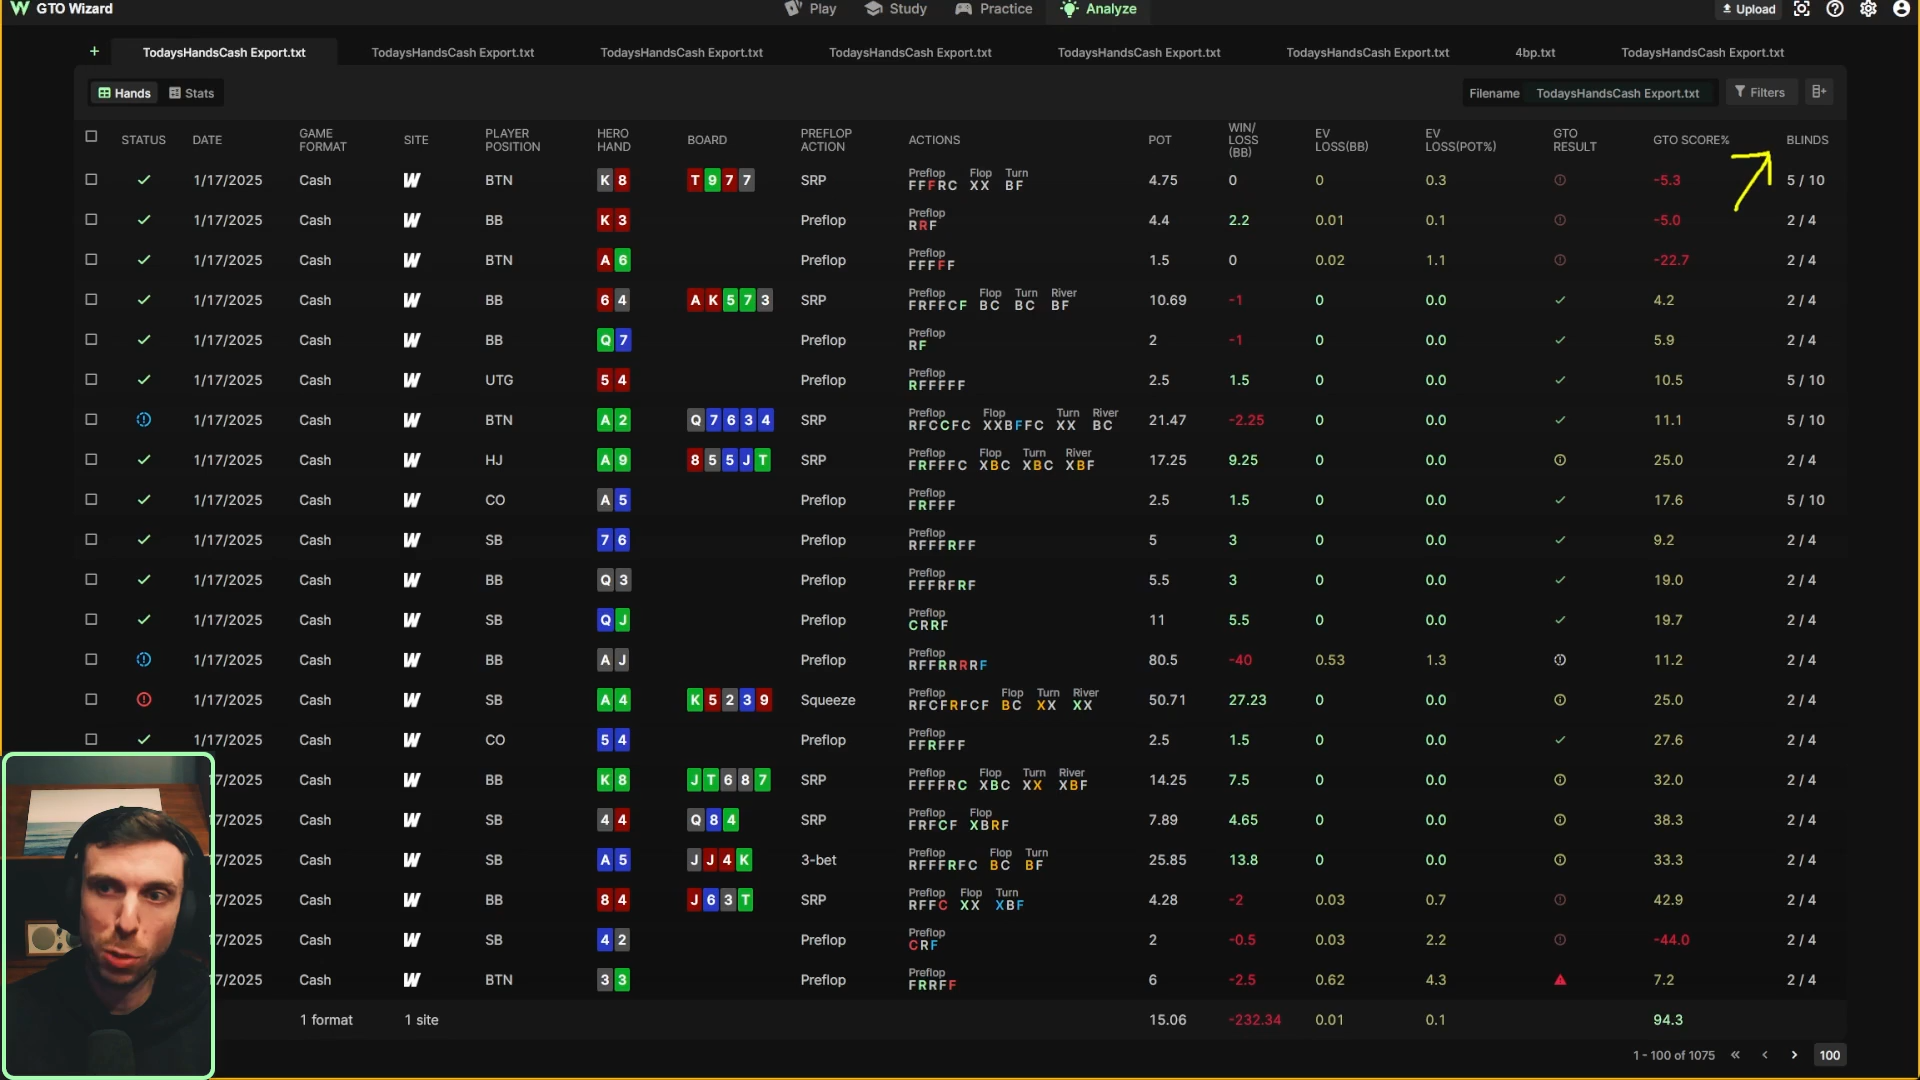 GTO Wizard
Play Study Practice Analyze
Upload
+ TodaysHandsCash Export.txt TodaysHandsCash Export.txt TodaysHandsCash Export.txt TodaysHandsCash Export.txt TodaysHandsCash Export.txt TodaysHandsCash Export.txt 4bp.txt TodaysHandsCash Export.txt
Hands Stats Filename TodaysHandsCash Export.txt Filters
STATUS DATE GAME FORMAT SITE PLAYER POSITION HERO HAND BOARD PREFLOP ACTION ACTIONS POT WIN/ LOSS (BB) EV LOSS(BB) EV LOSS(POT%) GTO RESULT GTO SCORE% BLINDS
1/17/2025 Cash W BTN K 8 T 9 7 7 SRP Preflop FFFRC Flop XX Turn BF 4.75 0 0 0.3 -5.3 5 / 10
1/17/2025 Cash W BB K 3 Preflop Preflop RRF 4.4 2.2 0.01 0.1 -5.0 2 / 4
1/17/2025 Cash W BTN A 6 Preflop Preflop FFFFF 1.5 0 0.02 1.1 -22.7 2 / 4
1/17/2025 Cash W BB 6 4 A K 5 7 3 SRP Preflop FRFFCF Flop BC Turn BC River BF 10.69 -1 0 0.0 4.2 2 / 4
1/17/2025 Cash W BB Q 7 Preflop Preflop RF 2 -1 0 0.0 5.9 2 / 4
1/17/2025 Cash W UTG 5 4 Preflop Preflop RFFFFF 2.5 1.5 0 0.0 10.5 5 / 10
1/17/2025 Cash W BTN A 2 Q 7 6 3 4 SRP Preflop RFCCFC Flop XXBFFC Turn XX River BC 21.47 -2.25 0 0.0 11.1 5 / 10
1/17/2025 Cash W HJ A 9 8 5 5 J T SRP Preflop FRFFFC Flop XBC Turn XBC River XBF 17.25 9.25 0 0.0 25.0 2 / 4
1/17/2025 Cash W CO A 5 Preflop Preflop FRFFF 2.5 1.5 0 0.0 17.6 5 / 10
1/17/2025 Cash W SB 7 6 Preflop Preflop RFFFRFF 5 3 0 0.0 9.2 2 / 4
1/17/2025 Cash W BB Q 3 Preflop Preflop FFFRFRF 5.5 3 0 0.0 19.0 2 / 4
1/17/2025 Cash W SB Q J Preflop Preflop CRRF 11 5.5 0 0.0 19.7 2 / 4
1/17/2025 Cash W BB A J Preflop Preflop RFFRRRRF 80.5 -40 0.53 1.3 11.2 2 / 4
1/17/2025 Cash W SB A 4 K 5 2 3 9 Squeeze Preflop RFCFRFCF Flop BC Turn XX River XX 50.71 27.23 0 0.0 25.0 2 / 4
1/17/2025 Cash W CO 5 4 Preflop Preflop FFRFFF 2.5 1.5 0 0.0 27.6 2 / 4
17/2025 Cash W BB K 8 J T 6 8 7 SRP Preflop FFFFRC Flop XBC Turn XX River XBF 14.25 7.5 0 0.0 32.0 2 / 4
7/2025 Cash W SB 4 4 Q 8 4 SRP Preflop FRFCF Flop XBRF 7.89 4.65 0 0.0 38.3 2 / 4
7/2025 Cash W SB A 5 J J 4 K 3-bet Preflop RFFFRFC Flop BC Turn BF 25.85 13.8 0 0.0 33.3 2 / 4
7/2025 Cash W BB 8 4 J 6 3 T SRP Preflop RFFC Flop XX Turn XBF 4.28 -2 0.03 0.7 42.9 2 / 4
17/2025 Cash W SB 4 2 Preflop Preflop CRF 2 -0.5 0.03 2.2 -44.0 2 / 4
17/2025 Cash W BTN 3 3 Preflop Preflop FRRFF 6 -2.5 0.62 4.3 7.2 2 / 4
1 format 1 site 15.06 -232.34 0.01 0.1 94.3
1 - 100 of 1075 « ‹ › 100